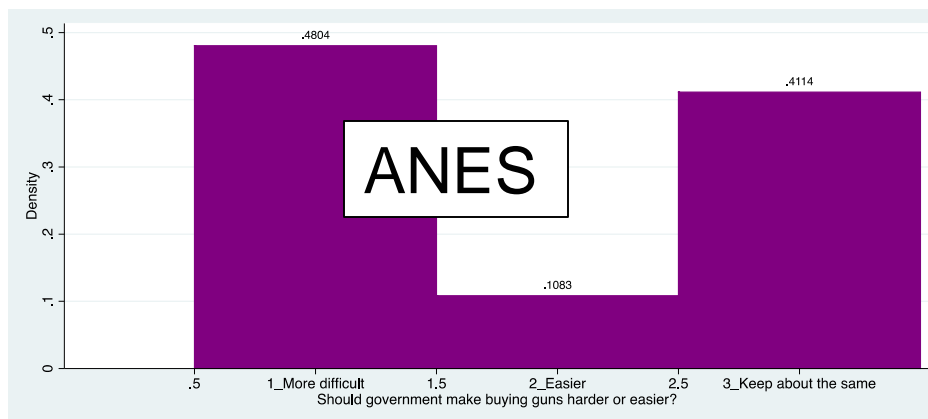 .5
.4
.3
.2
.1
0
Density
.4804
.1083
.4114
ANES
.5 1_More difficult 1.5 2_Easier 2.5 3_Keep about the same
Should government make buying guns harder or easier?